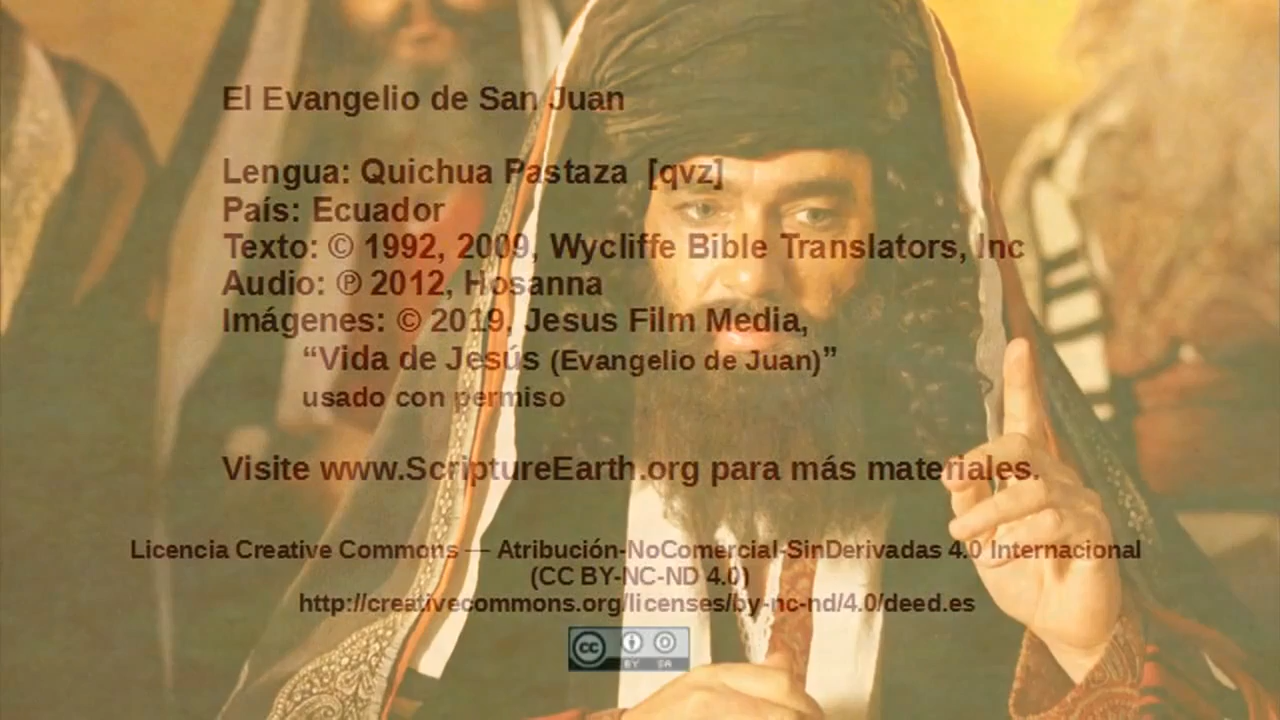 El Evangelio de San Juan
Lengua: Quichua Pastaza [qvz]
País: Ecuador
Texto: © 1992, 2009, Wycliffe Bible Translators, Inc
Audio: ℗ 2012, Hosanna
Imágenes: © 2019, Jesus Film Media,
“Vida de Jesús (Evangelio de Juan)”
usado con permiso
Visite www.ScriptureEarth.org para más materiales.
Licencia Creative Commons — Atribución-NoComercial-SinDerivadas 4.0 Internacional
(CC BY-NC-ND 4.0)
http://creativecommons.org/licenses/by-nc-nd/4.0/deed.es
cc BY SA